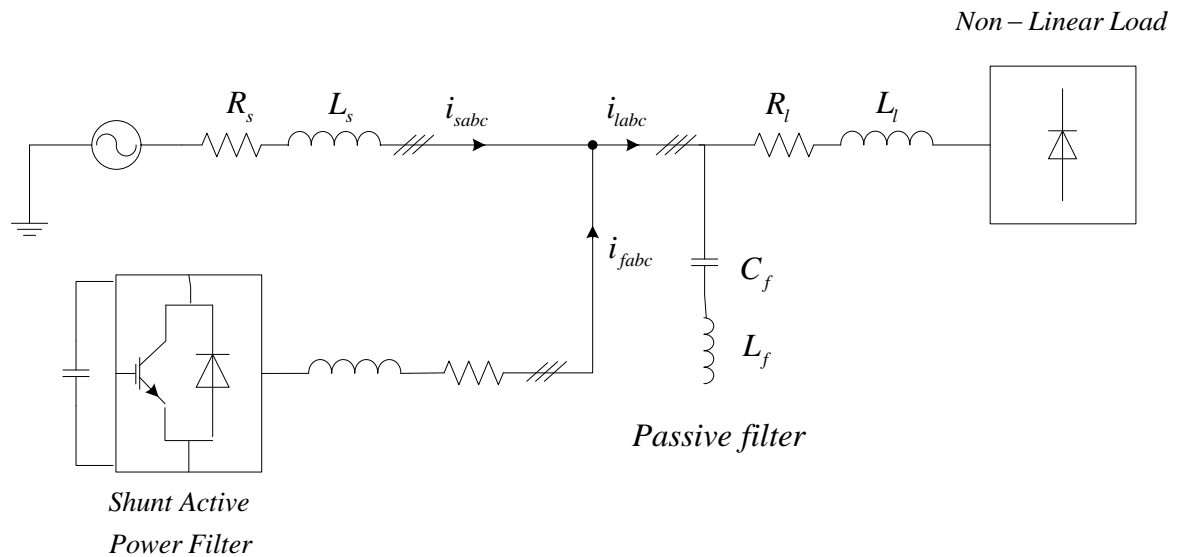 Non – Linear Load
R_s
L_s
i_sabc
i_labc
R_l
L_l
i_fabc
C_f
L_f
Passive filter
Shunt Active
Power Filter